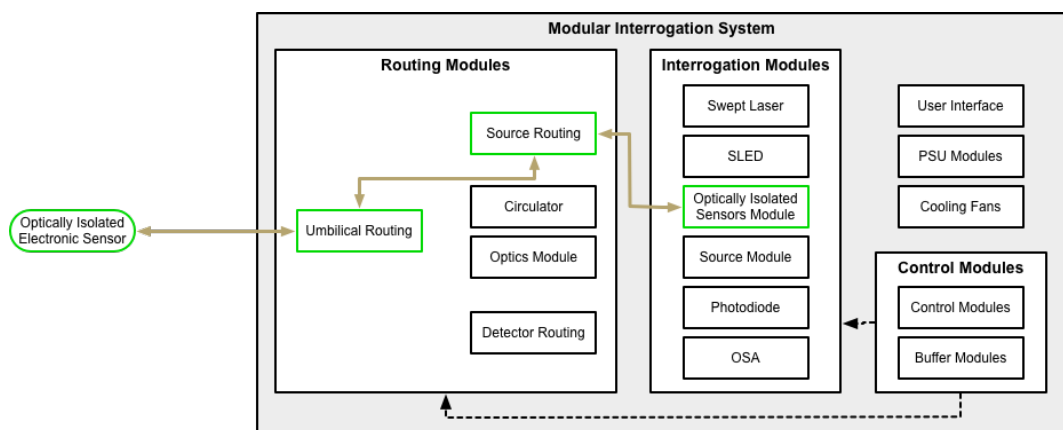 Modular Interrogation System
Routing Modules
Source Routing
Circulator
Umbilical Routing
Optics Module
Detector Routing
Optically Isolated
Electronic Sensor
Interrogation Modules
Swept Laser
SLED
Optically Isolated
Sensors Module
Source Module
Photodiode
OSA
User Interface
PSU Modules
Cooling Fans
Control Modules
Control Modules
Buffer Modules